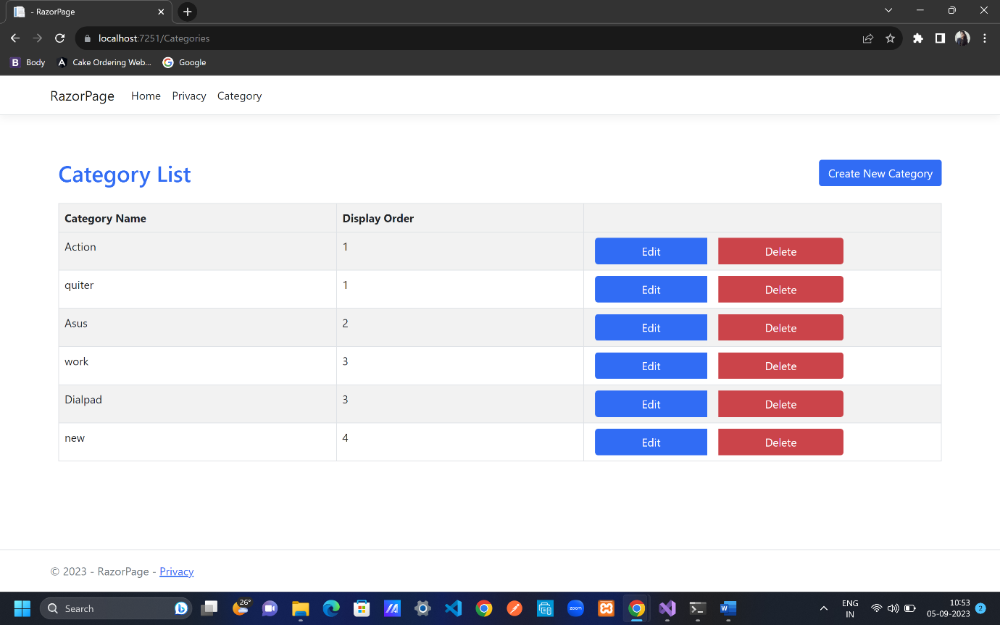 - RazorPage
localhost:7251/Categories
B Body
Cake Ordering Web...
Google
RazorPage
Home
Privacy
Category
Category List
Create New Category
Category Name Display Order
Action 1 Edit Delete
quiter 1 Edit Delete
Asus 2 Edit Delete
work 3 Edit Delete
Dialpad 3 Edit Delete
new 4 Edit Delete
© 2023 - RazorPage - Privacy
Search
26°
zoom
W
ENG
IN
10:53
05-09-2023
2